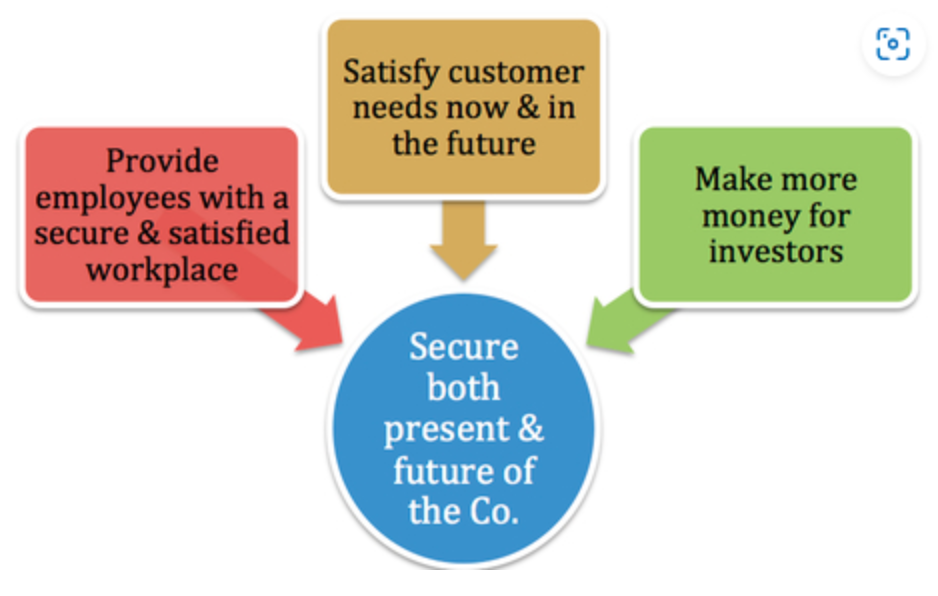 Satisfy customer
needs now & in
the future
Provide
employees with a
secure & satisfied
workplace
Make more
money for
investors
Secure
both
present &
future of
the Co.